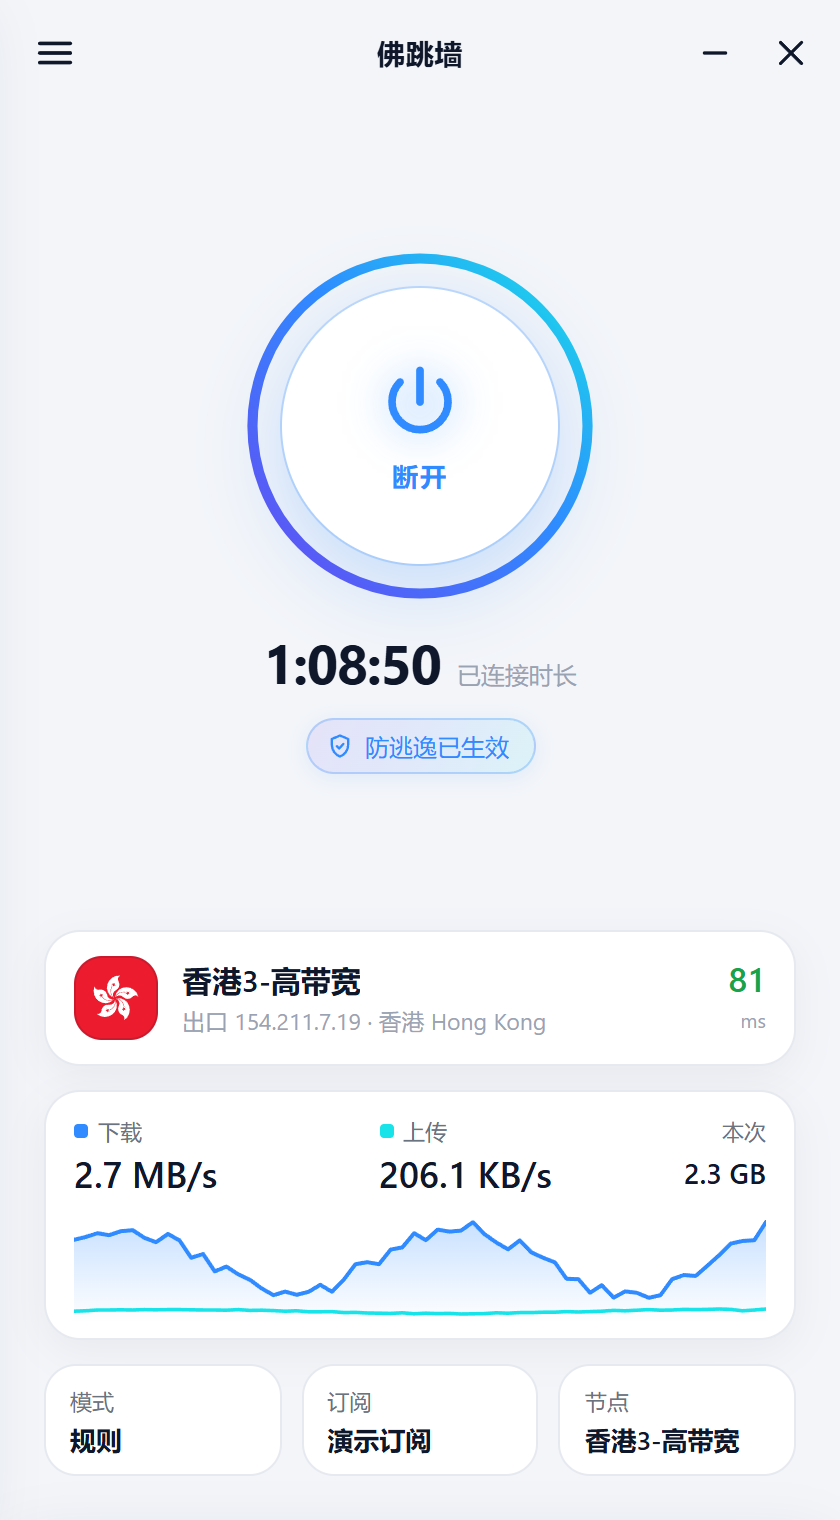 佛跳墙
断开
1:08:50 已连接时长
防逃逸已生效
香港3-高带宽
81
出口 154.211.7.19 · 香港 Hong Kong
ms
下载
上传
本次
2.7 MB/s
206.1 KB/s
2.3 GB
模式
订阅
节点
规则
演示订阅
香港3-高带宽